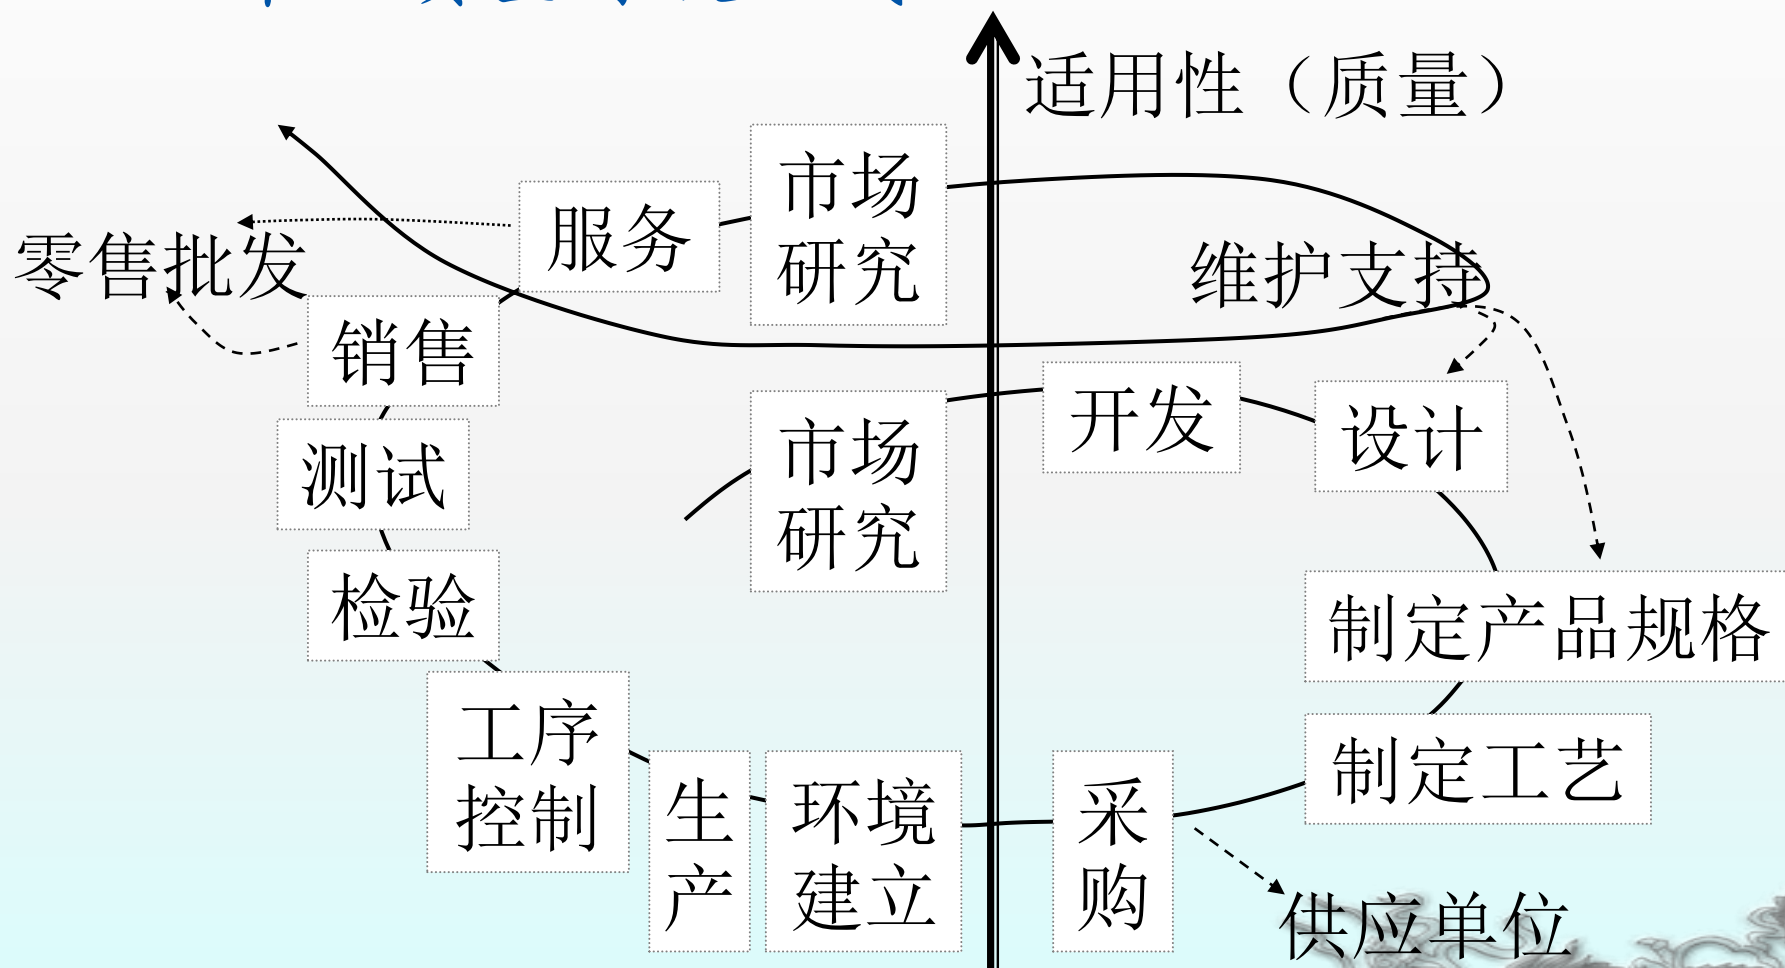 适用性（质量）
市场
研究
服务
零售批发
维护支持
销售
市场
研究
开发
设计
测试
检验
制定产品规格
工序
控制
制定工艺
生
产
环境
建立
采
购
供应单位